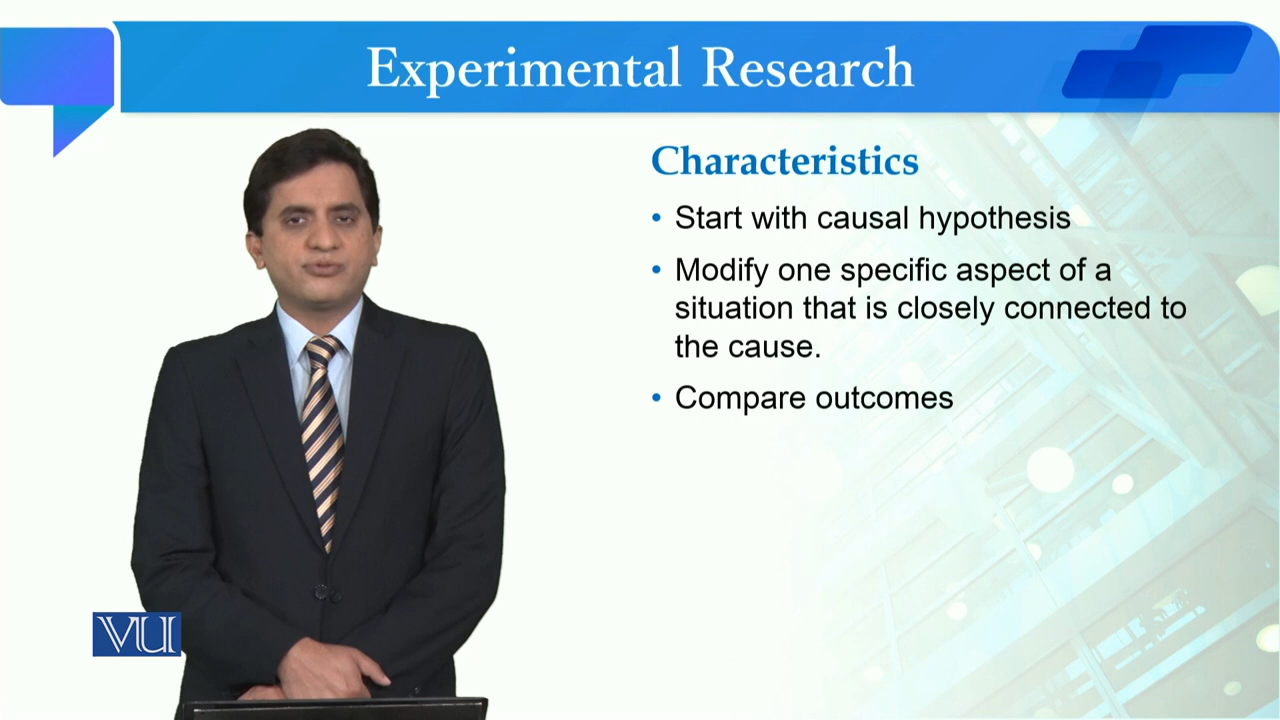 Experimental Research
Characteristics
• Start with causal hypothesis
• Modify one specific aspect of a
situation that is closely connected to
the cause.
• Compare outcomes
VU